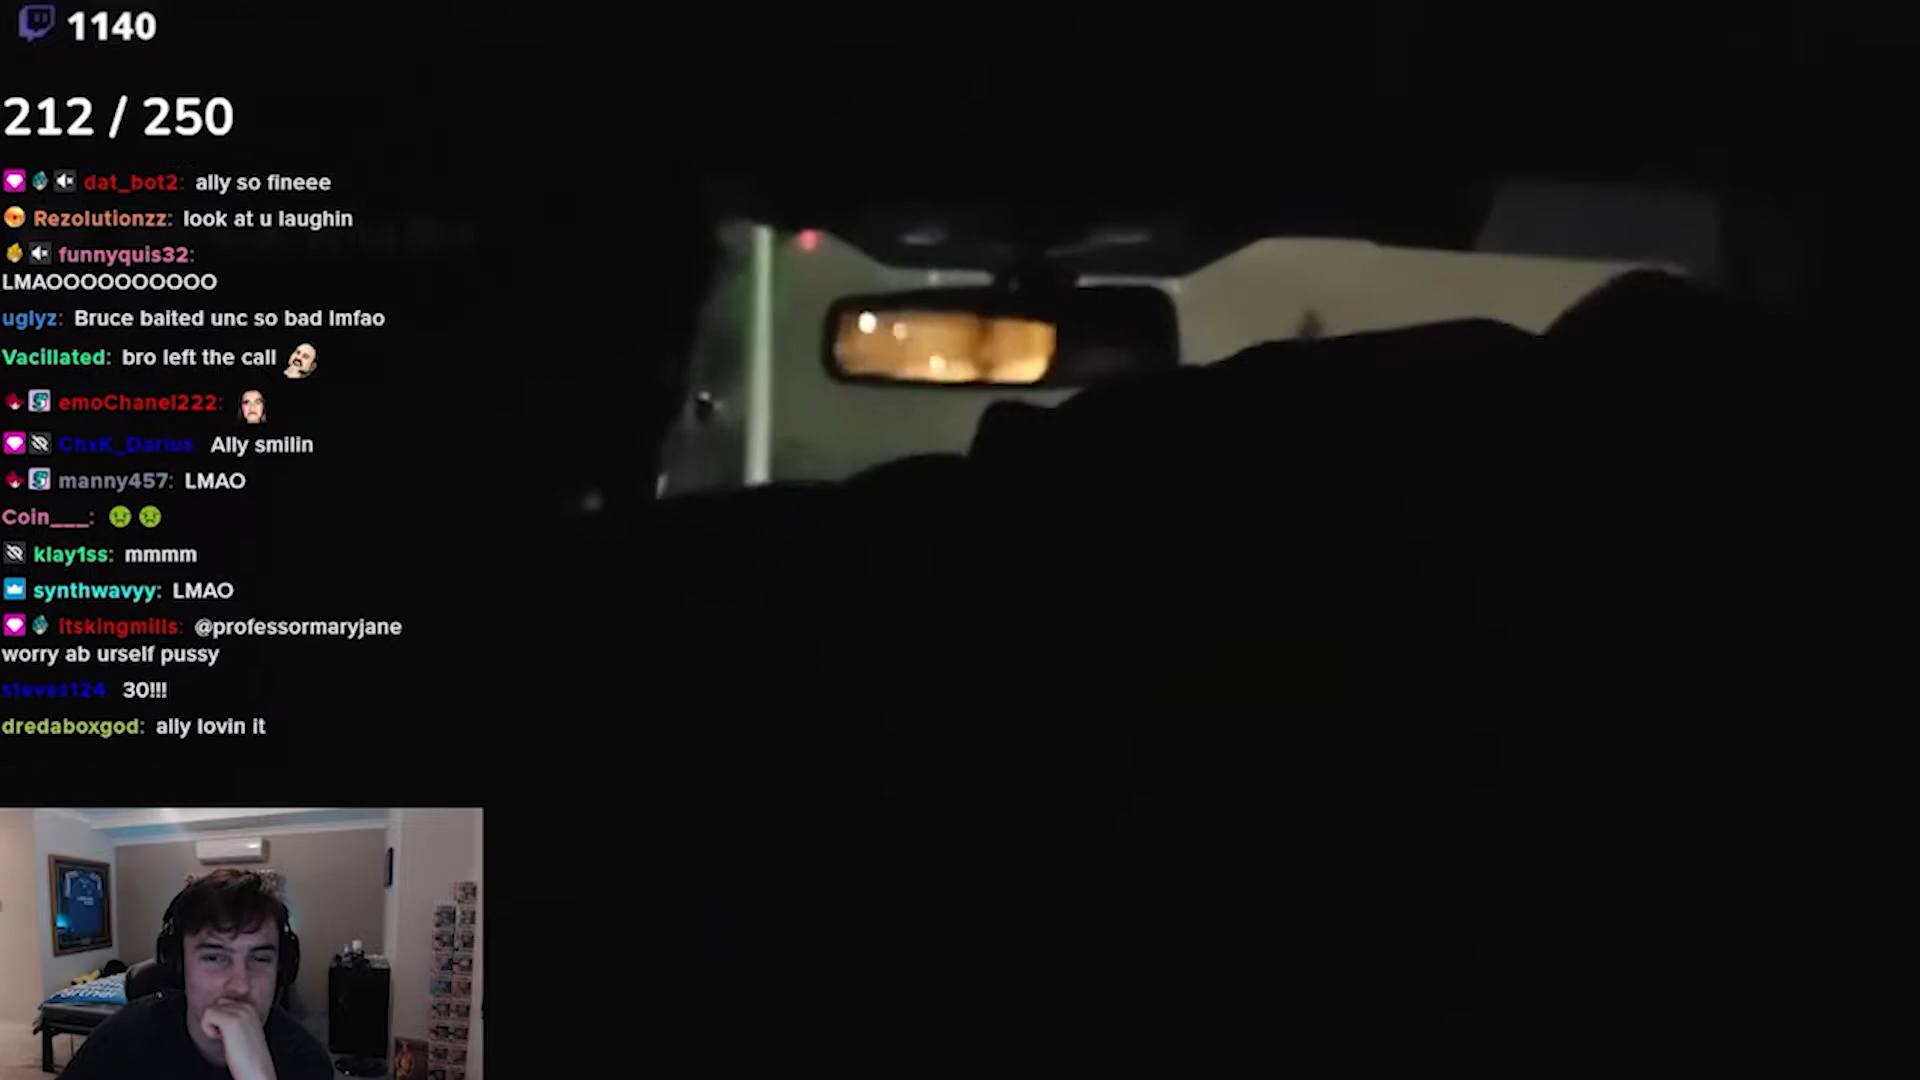 1140
212 / 250
dat_bot2: ally so fineee
Rezolutionzz: look at u laughin
funnyquis32:
LMAOOOOOOOOOO
uglyz: Bruce baited unc so bad lmfao
Vacillated: bro left the call
emoChanel222:
ChxK_Darius: Ally smilin
manny457: LMAO
Coin___:
klay1ss: mmmm
synthwavyy: LMAO
itskingmills: @professormaryjane
worry ab urself pussy
steves124: 30!!!
dredaboxgod: ally lovin it